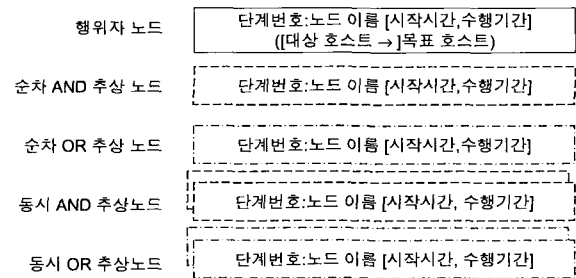 행위자 노드 단계번호:노드 이름 [시작시간,수행기간]
([대상 호스트 → ]목표 호스트)
순차 AND 추상 노드 단계번호:노드 이름 [시작시간,수행기간]
순차 OR 추상 노드 단계번호:노드 이름 [시작시간,수행기간]
동시 AND 추상노드 단계번호:노드 이름 [시작시간, 수행기간]
동시 OR 추상노드 단계번호:노드 이름 [시작시간, 수행기간]